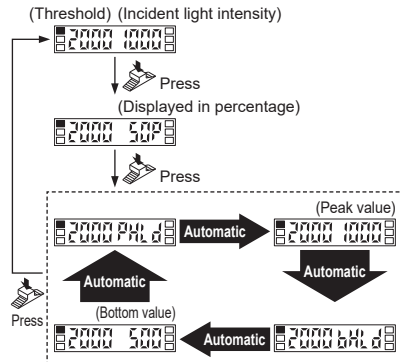 (Threshold) (Incident light intensity)
2000 1000
Press
(Displayed in percentage)
2000 50P
Press
(Peak value)
2000 PHLd
Automatic
2000 1000
Automatic
Automatic
Press
(Bottom value)
2000 500
Automatic
2000 bHLd